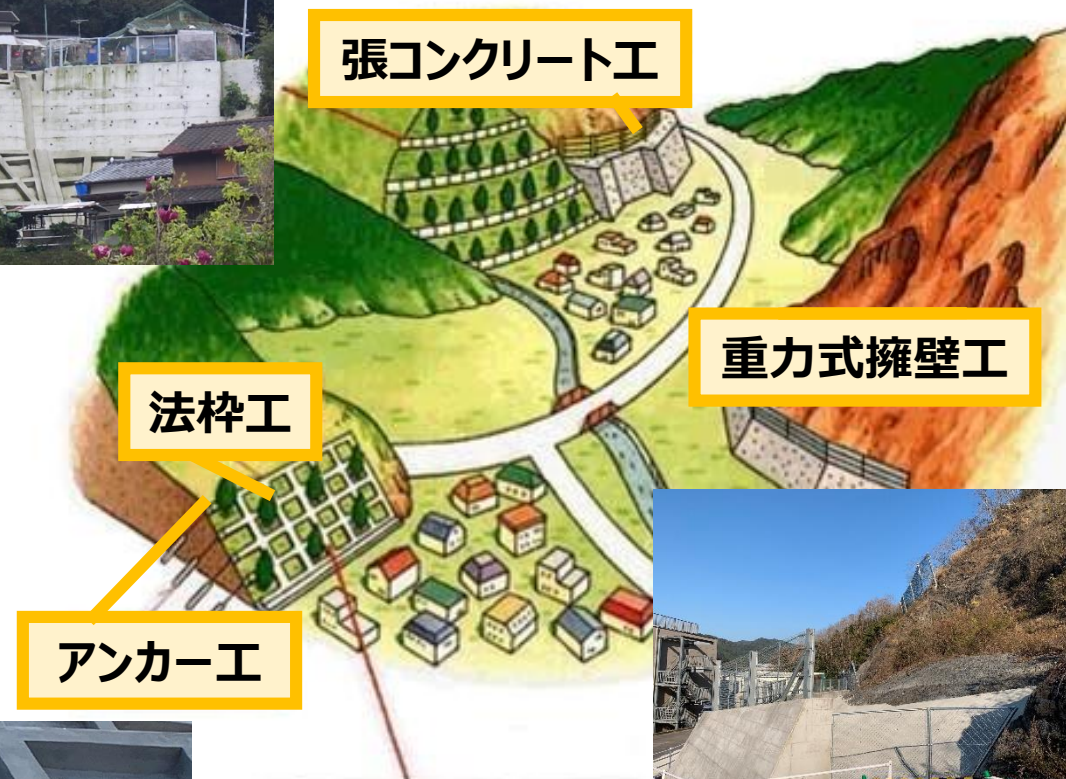 張コンクリート工
重力式擁壁工
法枠工
アンカー工